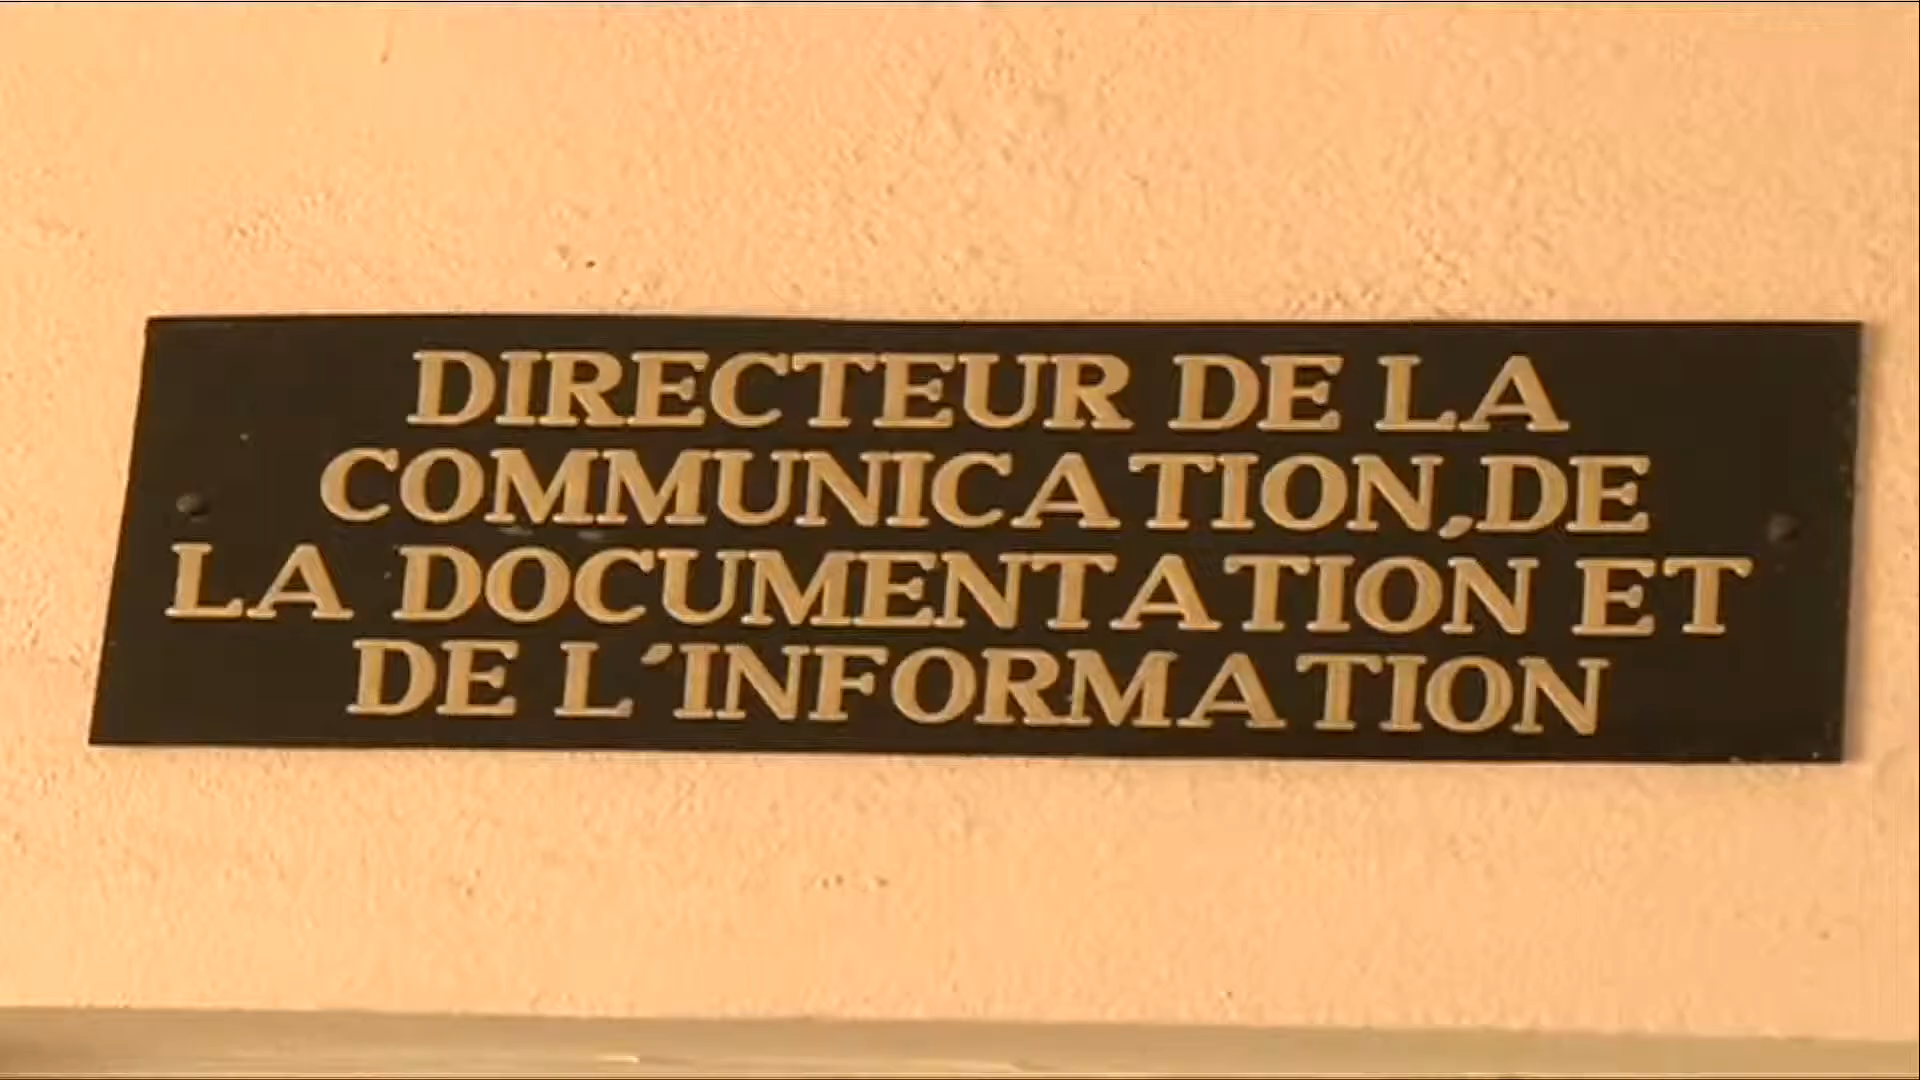 DIRECTEUR DE LA
COMMUNICATION,DE
LA DOCUMENTATION ET
DE L'INFORMATION